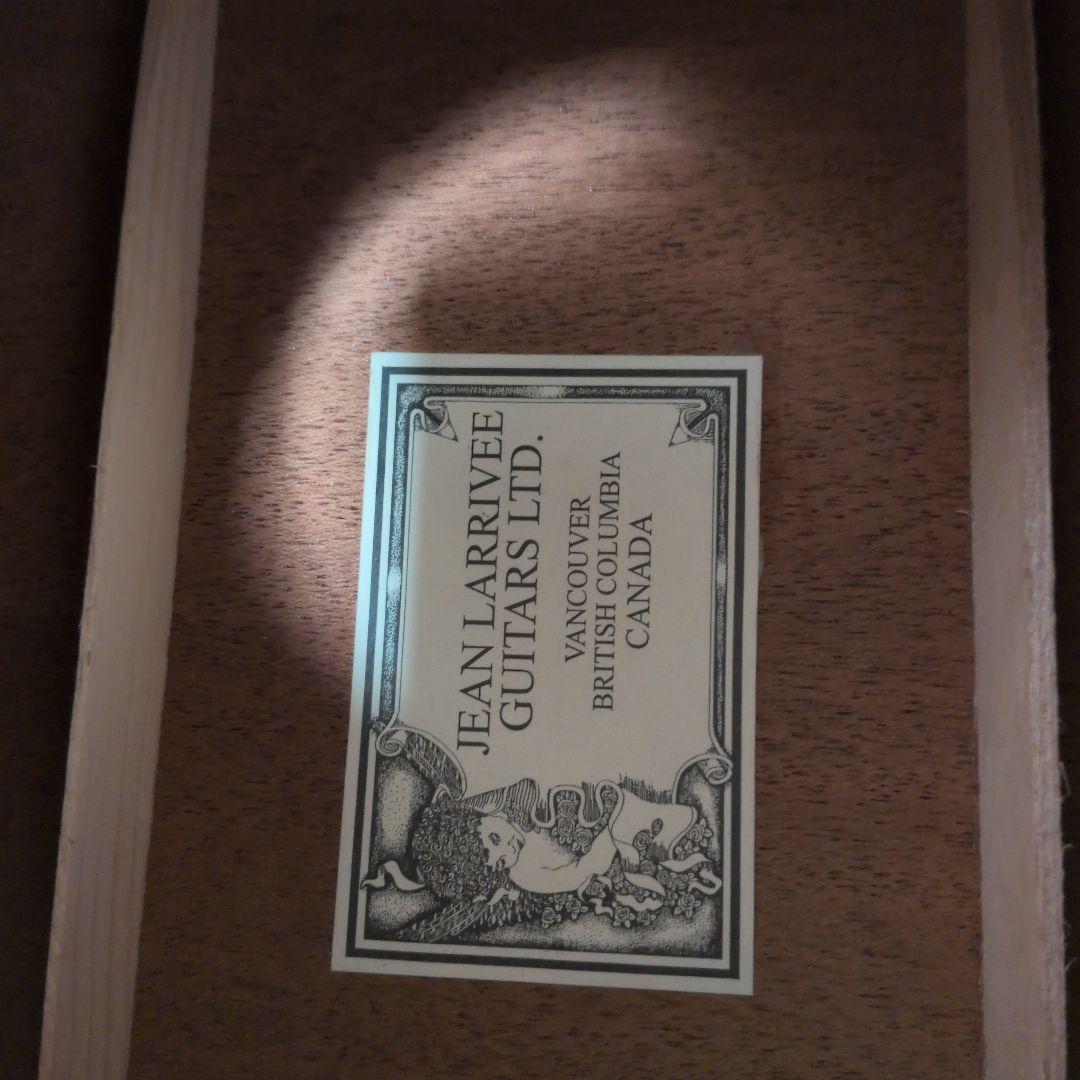 JEAN LARRIVEE
GUITARS LTD.
VANCOUVER
BRITISH COLUMBIA
CANADA